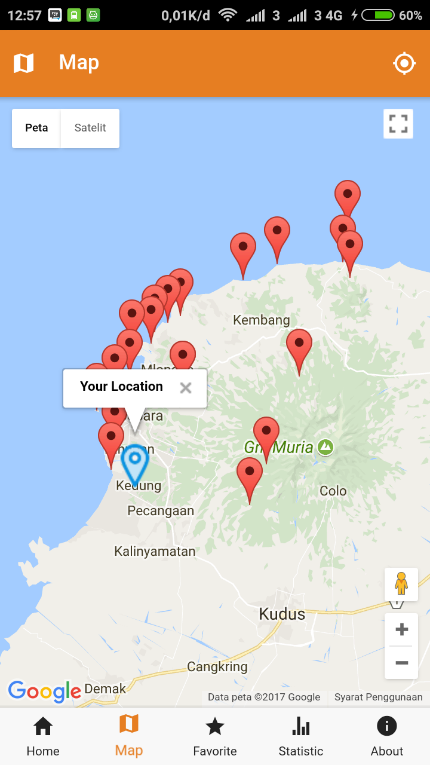 12:57 0,01K/d 3 3 4G 60%
Map
Peta Satelit
Kembang
Your Location ×
Gn Muria
Kedung
Colo
Pecangaan
Kalinyamatan
Kudus
Cangkring
Google Demak
Data peta ©2017 Google Syarat Penggunaan
Home Map Favorite Statistic About